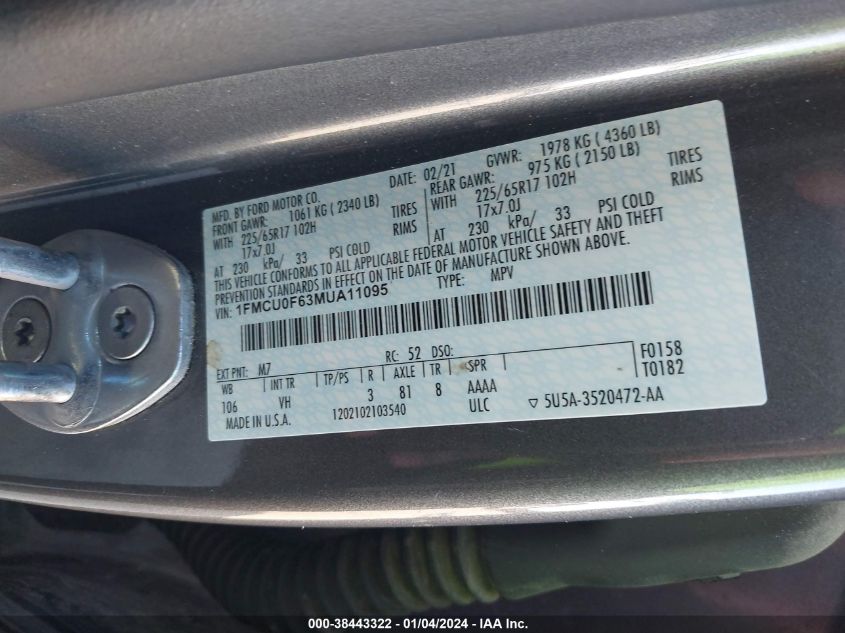 MFD. BY FORD MOTOR CO. DATE: 02/21 GVWR: 1978 KG ( 4360 LB)
FRONT GAWR: 1061 KG ( 2340 LB) REAR GAWR: 975 KG ( 2150 LB)
WITH 225/65R17 102H TIRES WITH 225/65R17 102H TIRES
17x7.0J RIMS 17x7.0J RIMS
AT 230 kPa/ 33 PSI COLD AT 230 kPa/ 33 PSI COLD
THIS VEHICLE CONFORMS TO ALL APPLICABLE FEDERAL MOTOR VEHICLE SAFETY AND THEFT
PREVENTION STANDARDS IN EFFECT ON THE DATE OF MANUFACTURE SHOWN ABOVE.
VIN: 1FMCU0F63MUA11095 TYPE: MPV
EXT PNT: M7 RC: 52 DSO: F0158
WB INT TR TP/PS R AXLE TR SPR T0182
106 VH 3 81 8 AAAA
MADE IN U.S.A. 1202102103540 ULC ▽ 5U5A-3520472-AA
000-38443322 - 01/04/2024 - IAA Inc.